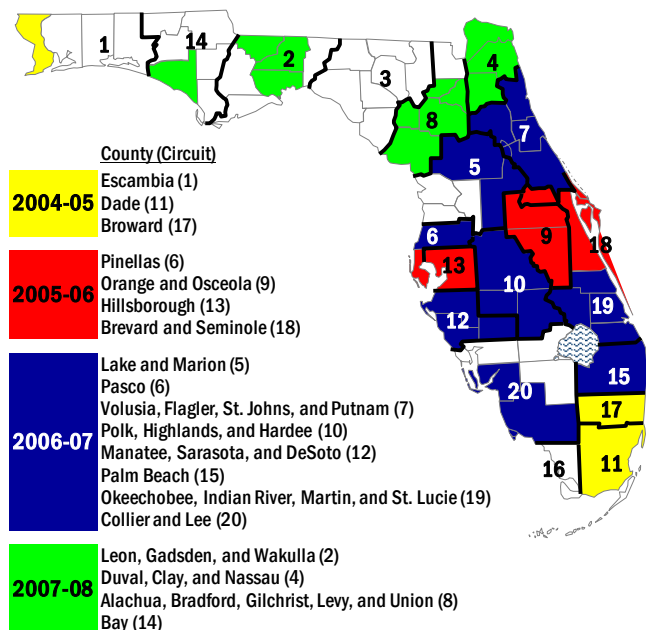 1
14
2
4
3
8
7
5
6
9
18
13
10
19
12
20
15
17
16
11
County (Circuit)
2004-05
Escambia (1)
Dade (11)
Broward (17)
2005-06
Pinellas (6)
Orange and Osceola (9)
Hillsborough (13)
Brevard and Seminole (18)
2006-07
Lake and Marion (5)
Pasco (6)
Volusia, Flagler, St. Johns, and Putnam (7)
Polk, Highlands, and Hardee (10)
Manatee, Sarasota, and DeSoto (12)
Palm Beach (15)
Okeechobee, Indian River, Martin, and St. Lucie (19)
Collier and Lee (20)
2007-08
Leon, Gadsden, and Wakulla (2)
Duval, Clay, and Nassau (4)
Alachua, Bradford, Gilchrist, Levy, and Union (8)
Bay (14)